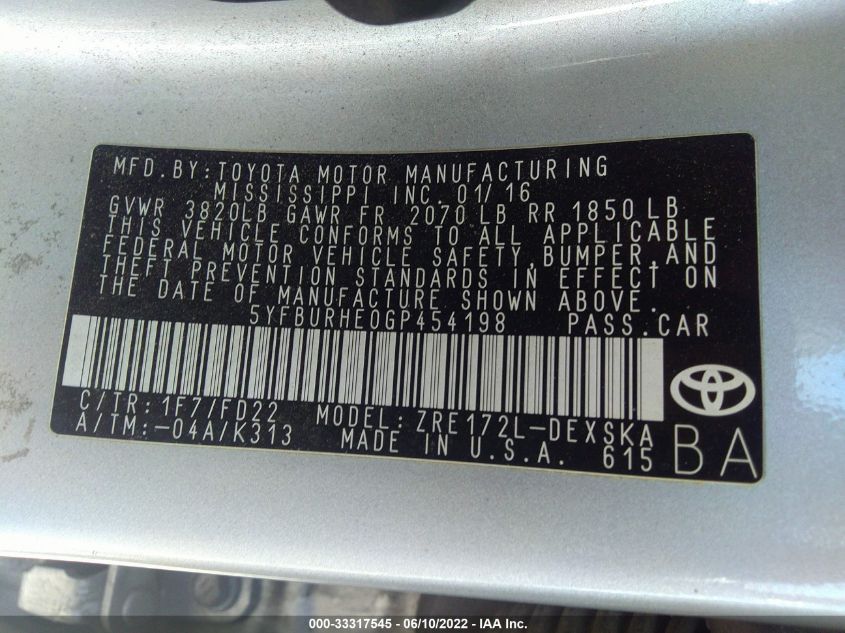 MFD.BY:TOYOTA MOTOR MANUFACTURING
MISSISSIPPI INC. 01/16
GVWR 3820LB GAWR FR 2070LB RR 1850LB
THIS VEHICLE CONFORMS TO ALL APPLICABLE
FEDERAL MOTOR VEHICLE SAFETY,BUMPER,AND
THEFT PREVENTION STANDARDS IN EFFECT ON
THE DATE OF MANUFACTURE SHOWN ABOVE.
5YFBURHE0GP454198 PASS.CAR
C/TR:1F7/FD22 MODEL:ZRE172L-DEXSKA
A/TM:-04A/K313 MADE IN U.S.A. 615
BA
000-33317545 - 06/10/2022 - IAA Inc.